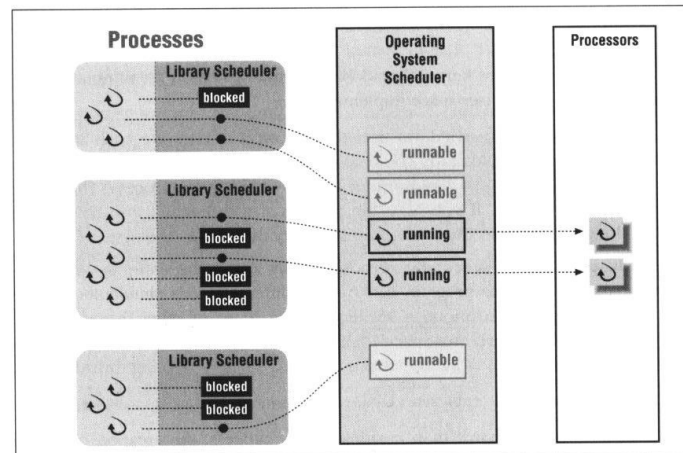 Processes
Library Scheduler
blocked
Library Scheduler
blocked
blocked
blocked
Library Scheduler
blocked
blocked
Operating
System
Scheduler
runnable
runnable
running
running
runnable
Processors